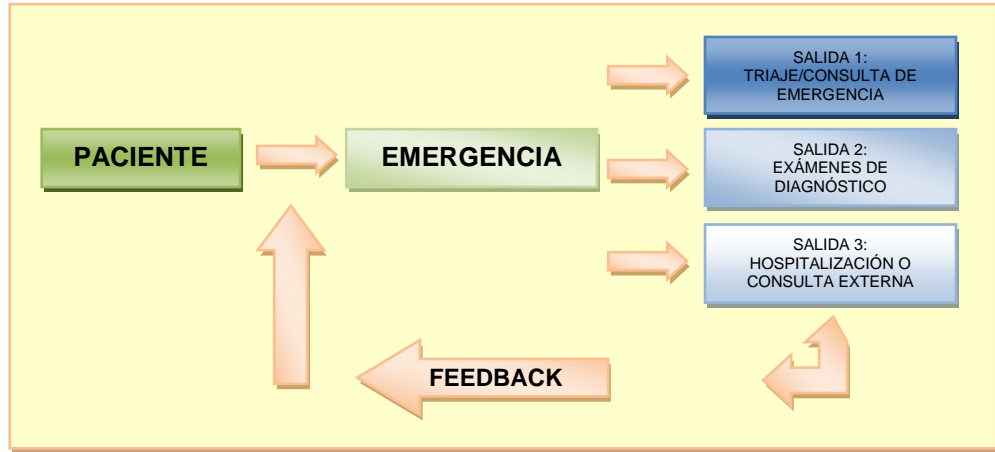 PACIENTE
EMERGENCIA
SALIDA 1:
TRIAJE/CONSULTA DE
EMERGENCIA
SALIDA 2:
EXÁMENES DE
DIAGNÓSTICO
SALIDA 3:
HOSPITALIZACIÓN O
CONSULTA EXTERNA
FEEDBACK